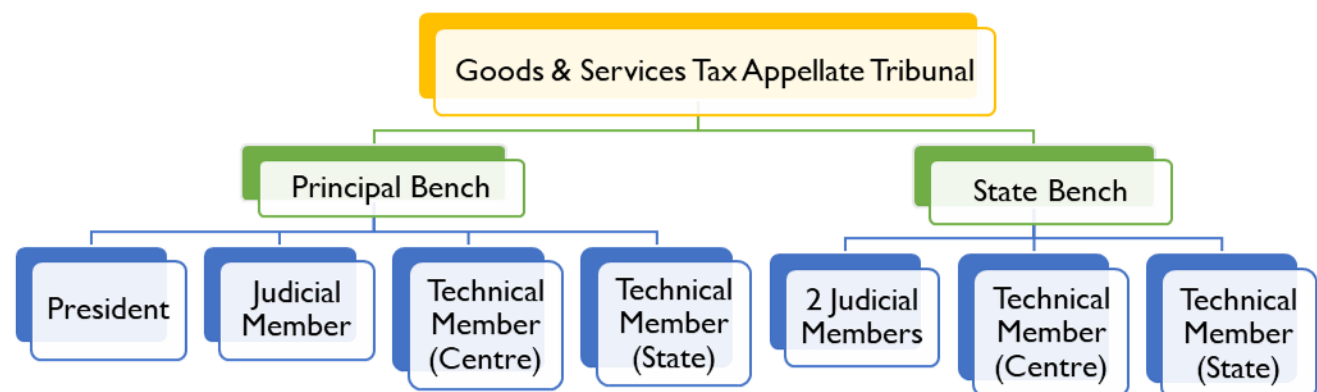 Goods & Services Tax Appellate Tribunal
Principal Bench
State Bench
President
Judicial
Member
Technical
Member
(Centre)
Technical
Member
(State)
2 Judicial
Members
Technical
Member
(Centre)
Technical
Member
(State)